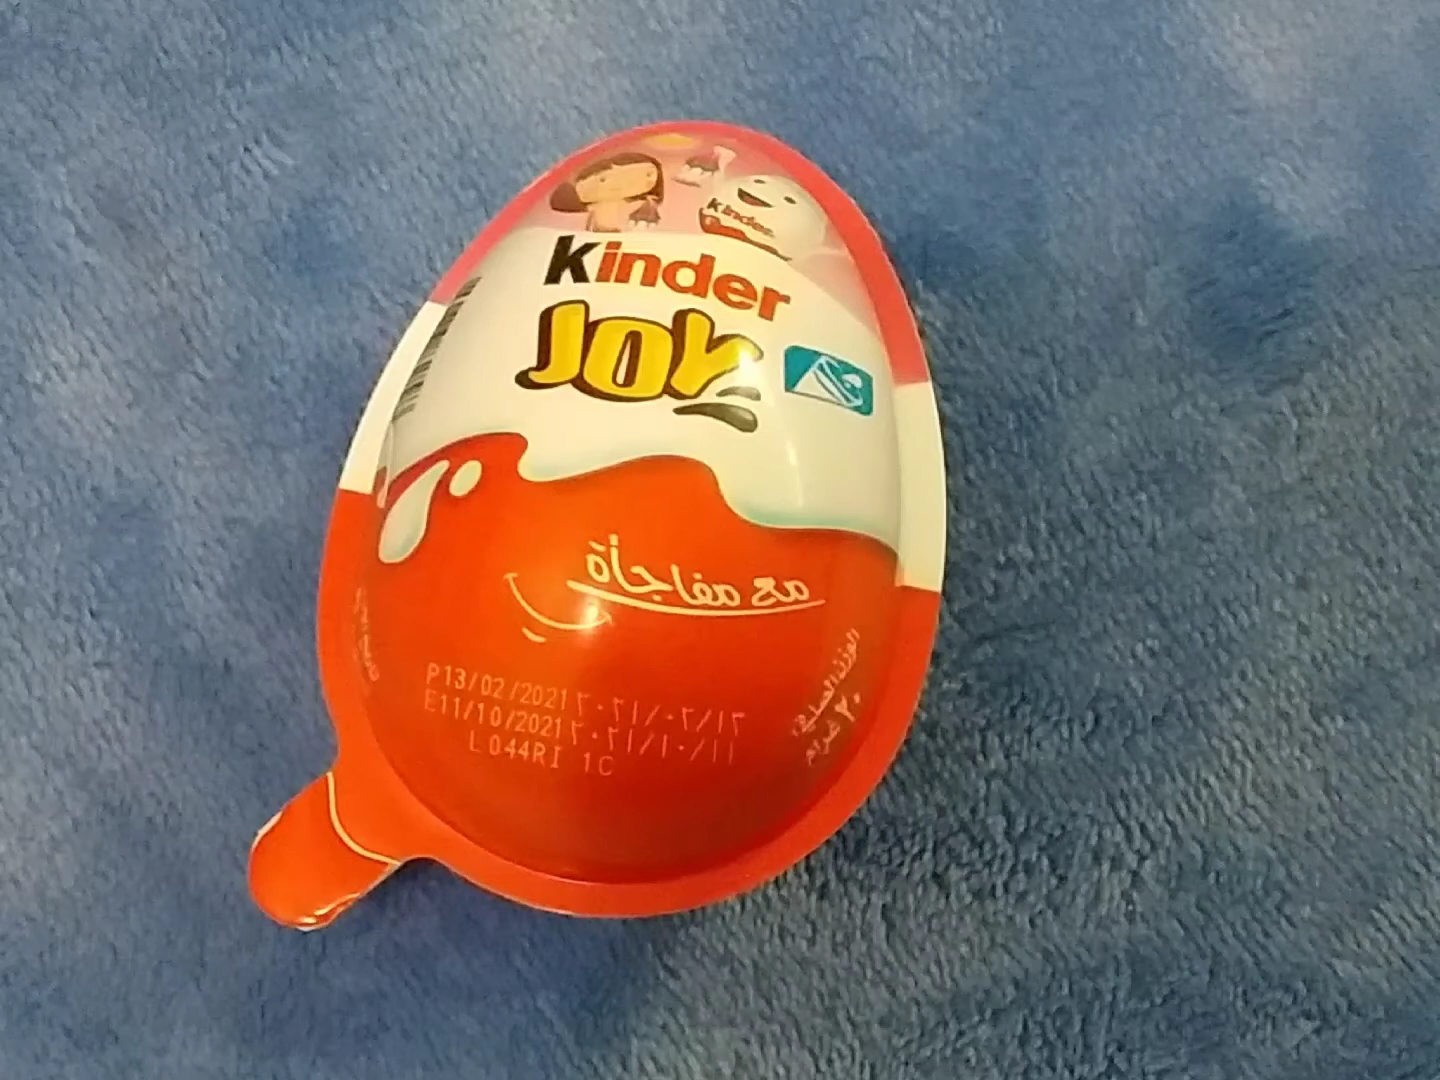 Kinder
Kinder
JOY
مع مفاجأة
P13/02/2021 ٢٠٢١/٠٢/١٣
E11/10/2021 ٢٠٢١/١٠/١١
L044RI 1C
الوزن الصافي
٢٠ غرام